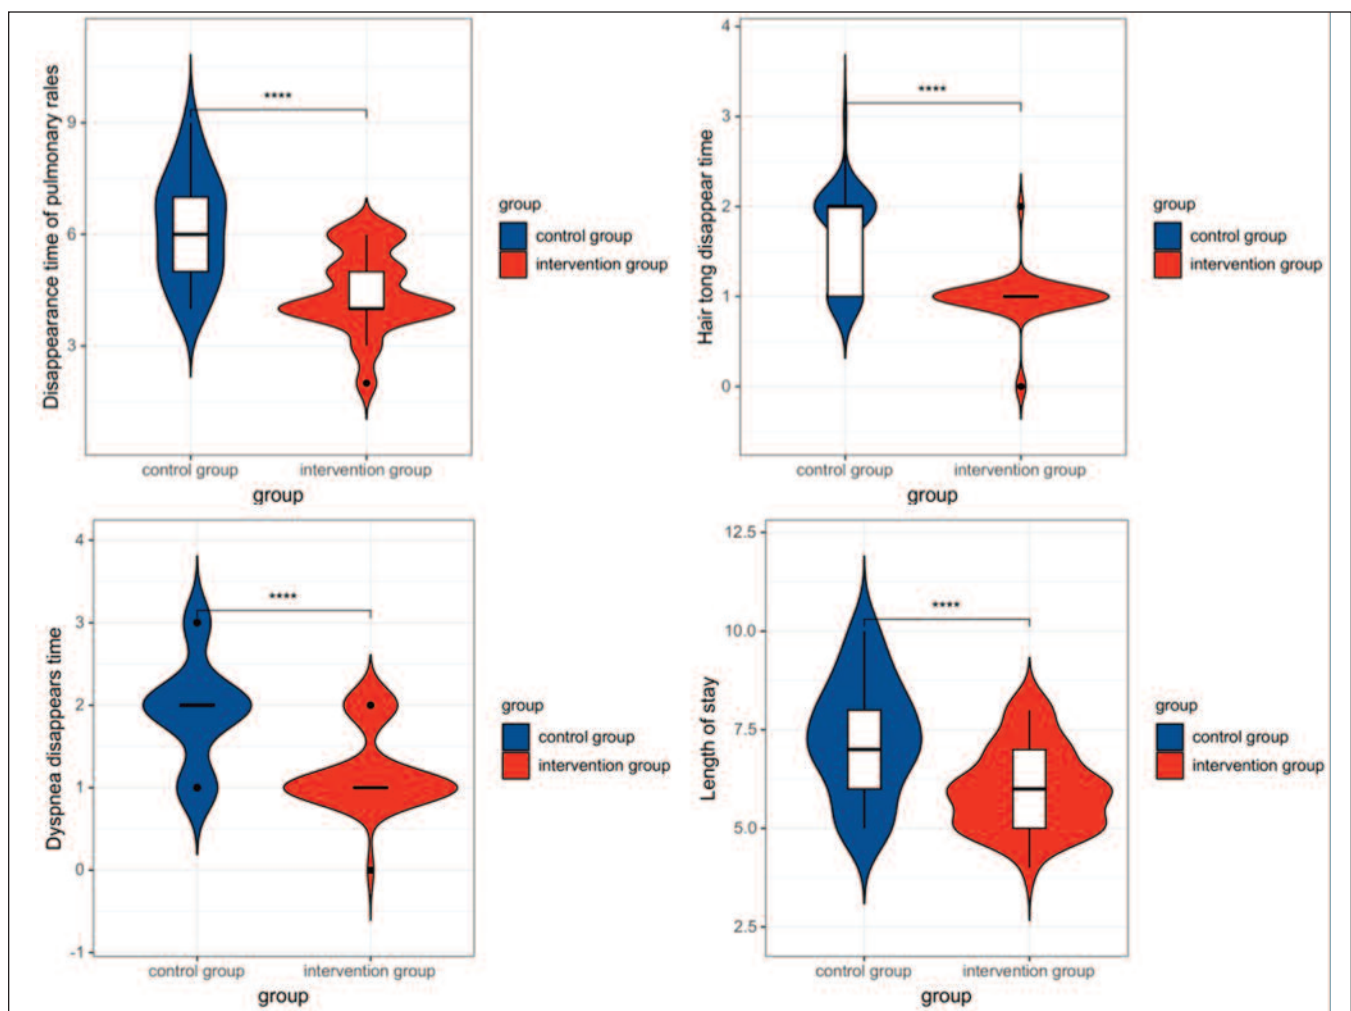 Disappearance time of pulmonary rales
9
6
3
****
control group
intervention group
group
group
control group
intervention group
Hair tong disappear time
4
3
2
1
0
****
control group
intervention group
group
group
control group
intervention group
Dyspnea disappears time
4
3
2
1
0
-1
****
control group
intervention group
group
group
control group
intervention group
Length of stay
12.5
10.0
7.5
5.0
2.5
****
control group
intervention group
group
group
control group
intervention group